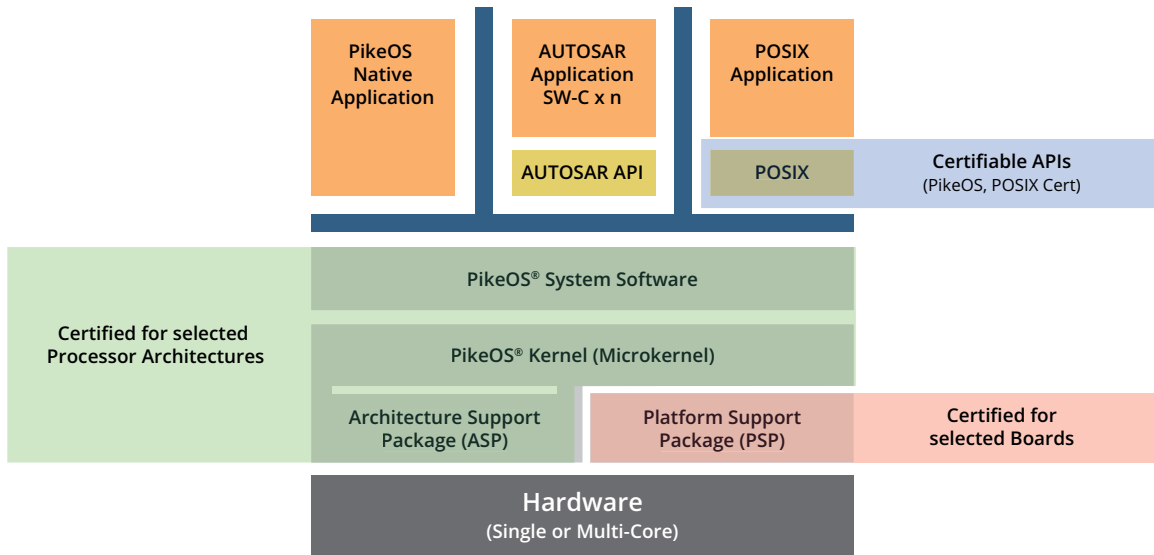 PikeOS
Native
Application
AUTOSAR
Application
SW-C x n
POSIX
Application
AUTOSAR API
POSIX
Certifiable APIs
(PikeOS, POSIX Cert)
PikeOS® System Software
Certified for selected
Processor Architectures
PikeOS® Kernel (Microkernel)
Architecture Support
Package (ASP)
Platform Support
Package (PSP)
Certified for
selected Boards
Hardware
(Single or Multi-Core)